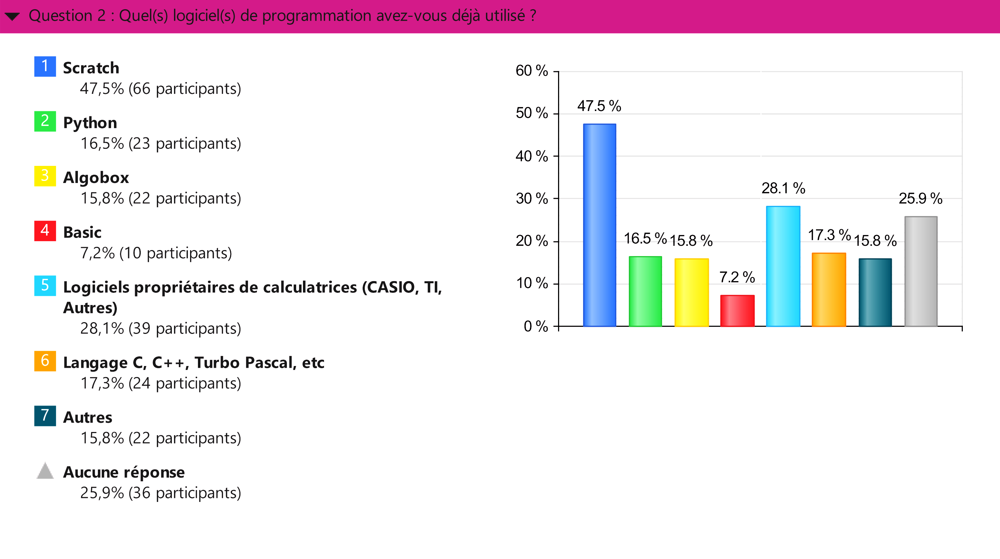 Question 2 : Quel(s) logiciel(s) de programmation avez-vous déjà utilisé ?
1 Scratch
47,5% (66 participants)
2 Python
16,5% (23 participants)
3 Algobox
15,8% (22 participants)
4 Basic
7,2% (10 participants)
5 Logiciels propriétaires de calculatrices (CASIO, TI,
Autres)
28,1% (39 participants)
6 Langage C, C++, Turbo Pascal, etc
17,3% (24 participants)
7 Autres
15,8% (22 participants)
Aucune réponse
25,9% (36 participants)
60 %
50 %
40 %
30 %
20 %
10 %
0 %
47.5 %
16.5 %
15.8 %
7.2 %
28.1 %
17.3 %
15.8 %
25.9 %